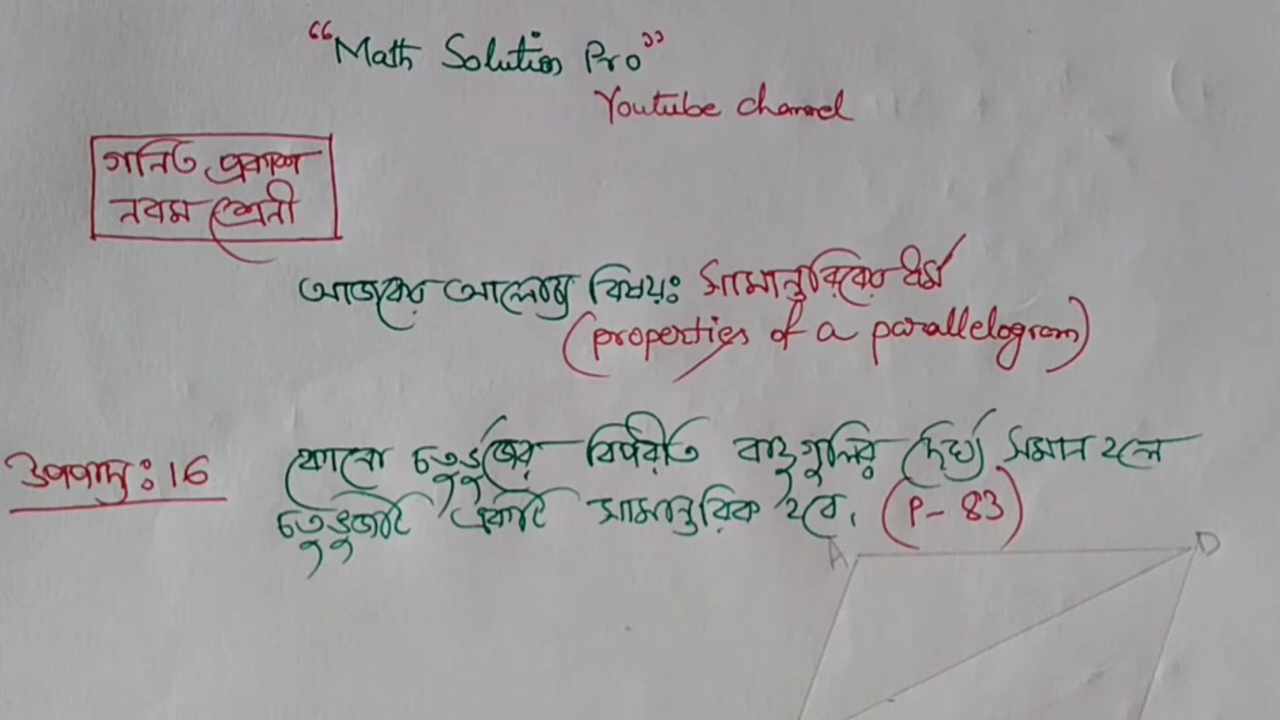 “Math Solution Pro”
Youtube channel
গনিত প্রকাশ
নবম শ্রেনী
আজকের আলোচ্য বিষয়ঃ সামান্তরিকের ধর্ম
(properties of a parallelogram)
উপপাদ্যঃ 16
কোনো চতুর্ভুজের বিপরীত বাহুগুলির দৈর্ঘ্য সমান হলে
চতুর্ভুজটি একটি সামান্তরিক হবে। (P- 83)
A D